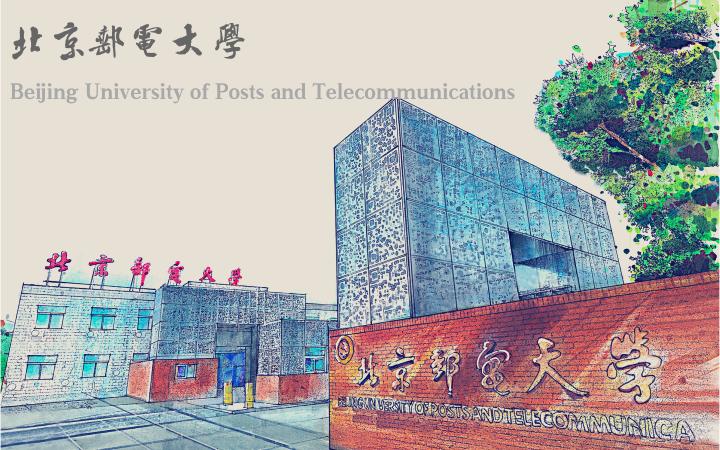 北京郵電大學
Beijing University of Posts and Telecommunications
北京郵電大學
北京郵電大學
BEIJING UNIVERSITY OF POSTS AND TELECOMMUNICA